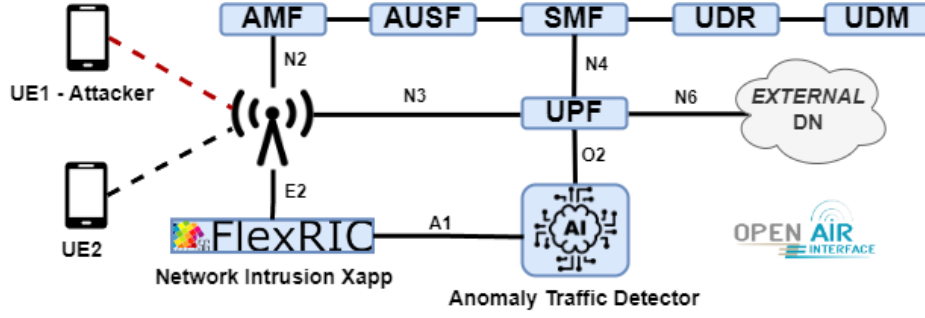 AMF
AUSF
SMF
UDR
UDM
UE1 - Attacker
N2
N4
N3
UPF
N6
EXTERNAL
DN
O2
E2
UE2
FlexRIC
A1
AI
OPEN AIR
INTERFACE
Network Intrusion Xapp
Anomaly Traffic Detector